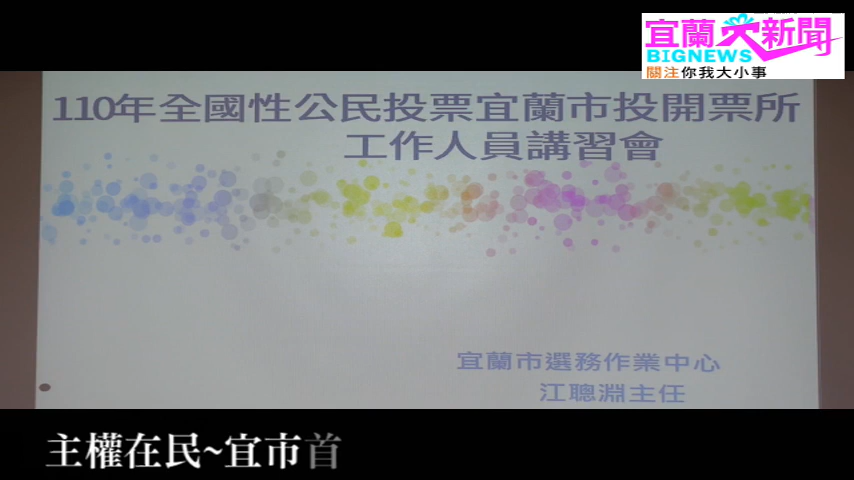 宜蘭大新聞
BIGNEWS
關注你我大小事
110年全國性公民投票宜蘭市投開票所
工作人員講習會
宜蘭市選務作業中心
江聰淵主任
主權在民~宜市首